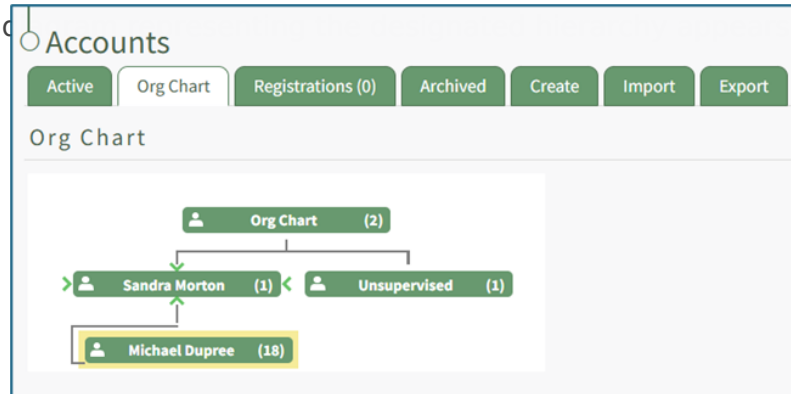 Accounts
Active Org Chart Registrations (0) Archived Create Import Export
Org Chart
Org Chart (2)
Sandra Morton (1) Unsupervised (1)
Michael Dupree (18)